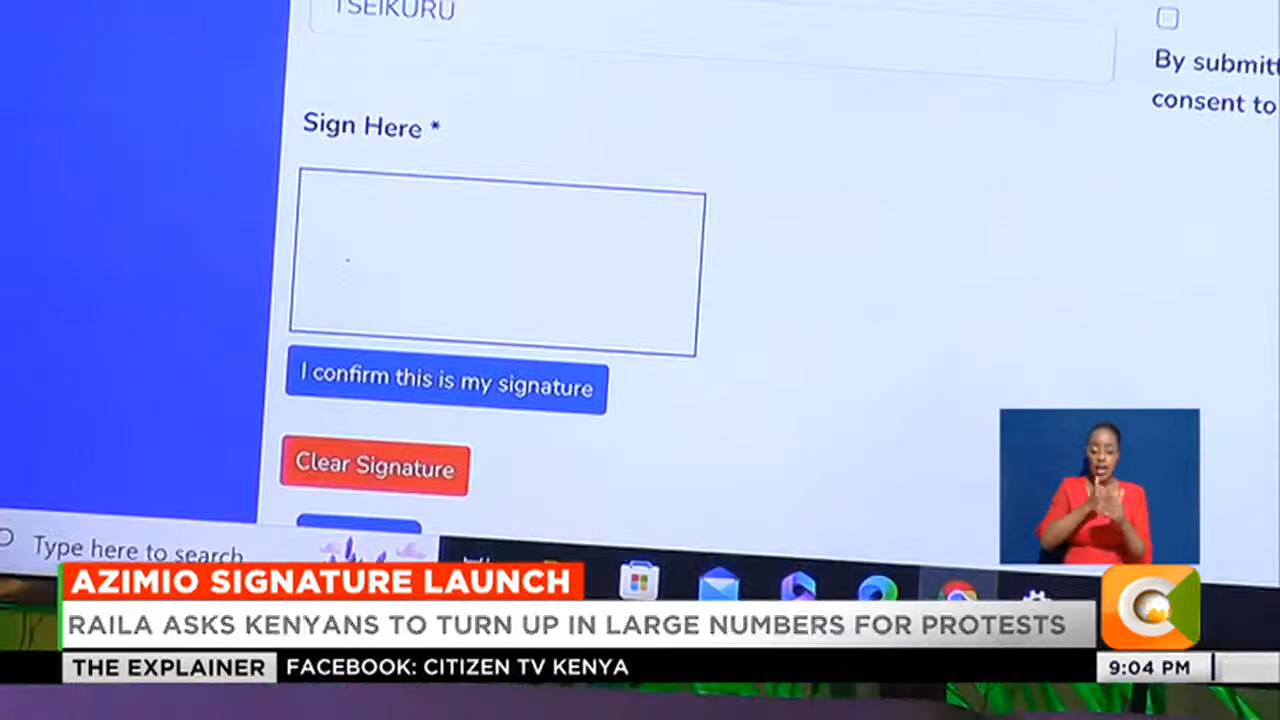 TSEIKURU
By submitt
consent to
Sign Here *
I confirm this is my signature
Clear Signature
Type here to search
AZIMIO SIGNATURE LAUNCH
RAILA ASKS KENYANS TO TURN UP IN LARGE NUMBERS FOR PROTESTS
THE EXPLAINER FACEBOOK: CITIZEN TV KENYA
9:04 PM